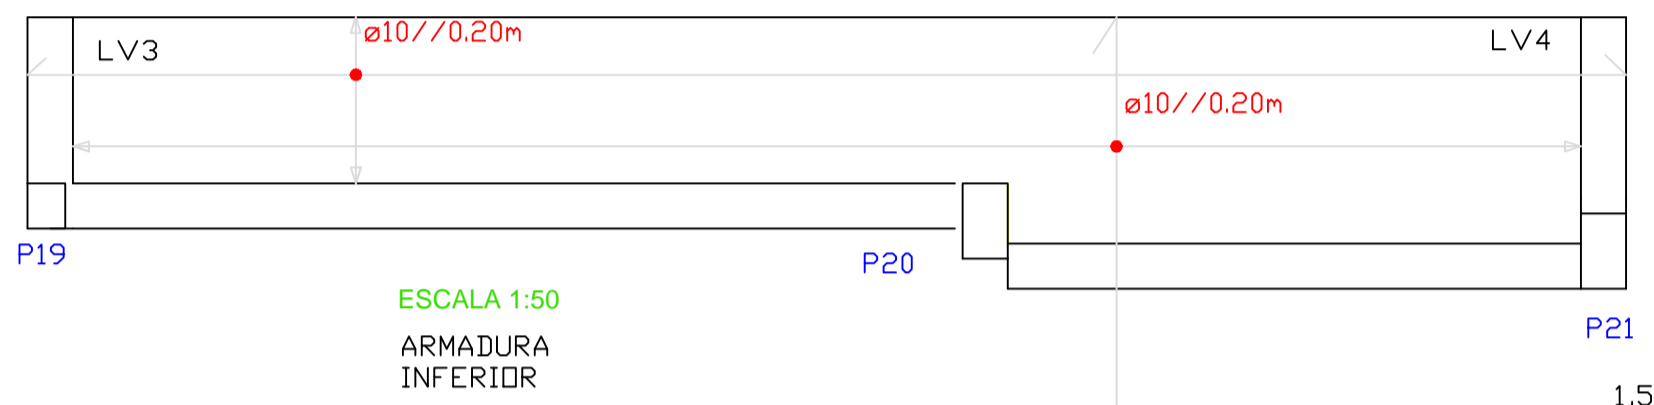 ø10//0.20m
LV3
LV4
ø10//0.20m
P19
P20
ESCALA 1:50
P21
ARMADURA
INFERIOR
1.5